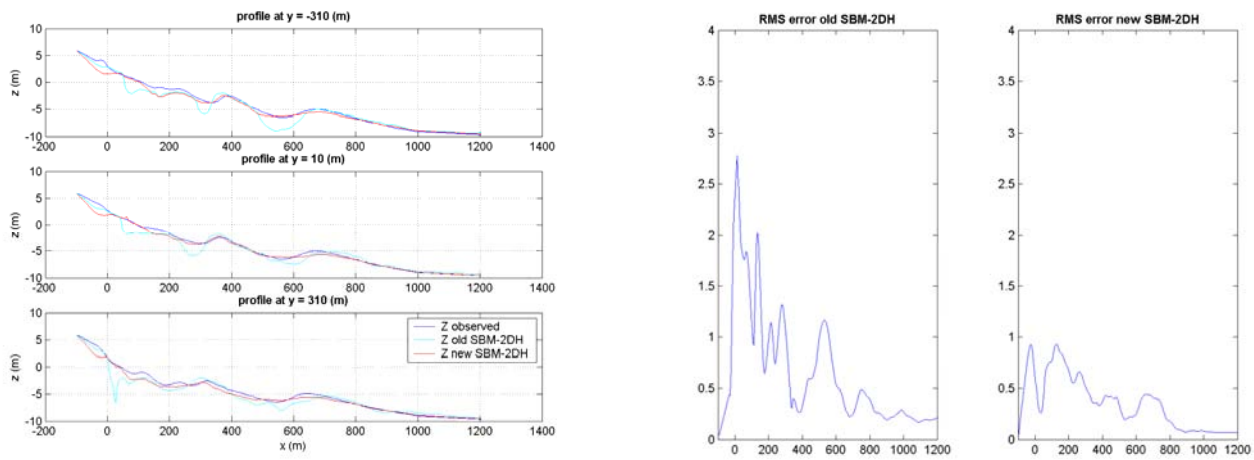 profile at y = -310 (m)
10
5
0
-5
-10
z (m)
-200 0 200 400 600 800 1000 1200 1400
profile at y = 10 (m)
10
5
0
-5
-10
z (m)
-200 0 200 400 600 800 1000 1200 1400
profile at y = 310 (m)
10
5
0
-5
-10
z (m)
Z observed
Z old SBM-2DH
Z new SBM-2DH
-200 0 200 400 600 800 1000 1200 1400
x (m)
RMS error old SBM-2DH
4
3.5
3
2.5
2
1.5
1
0.5
0
0 200 400 600 800 1000 1200
RMS error new SBM-2DH
4
3.5
3
2.5
2
1.5
1
0.5
0
0 200 400 600 800 1000 1200